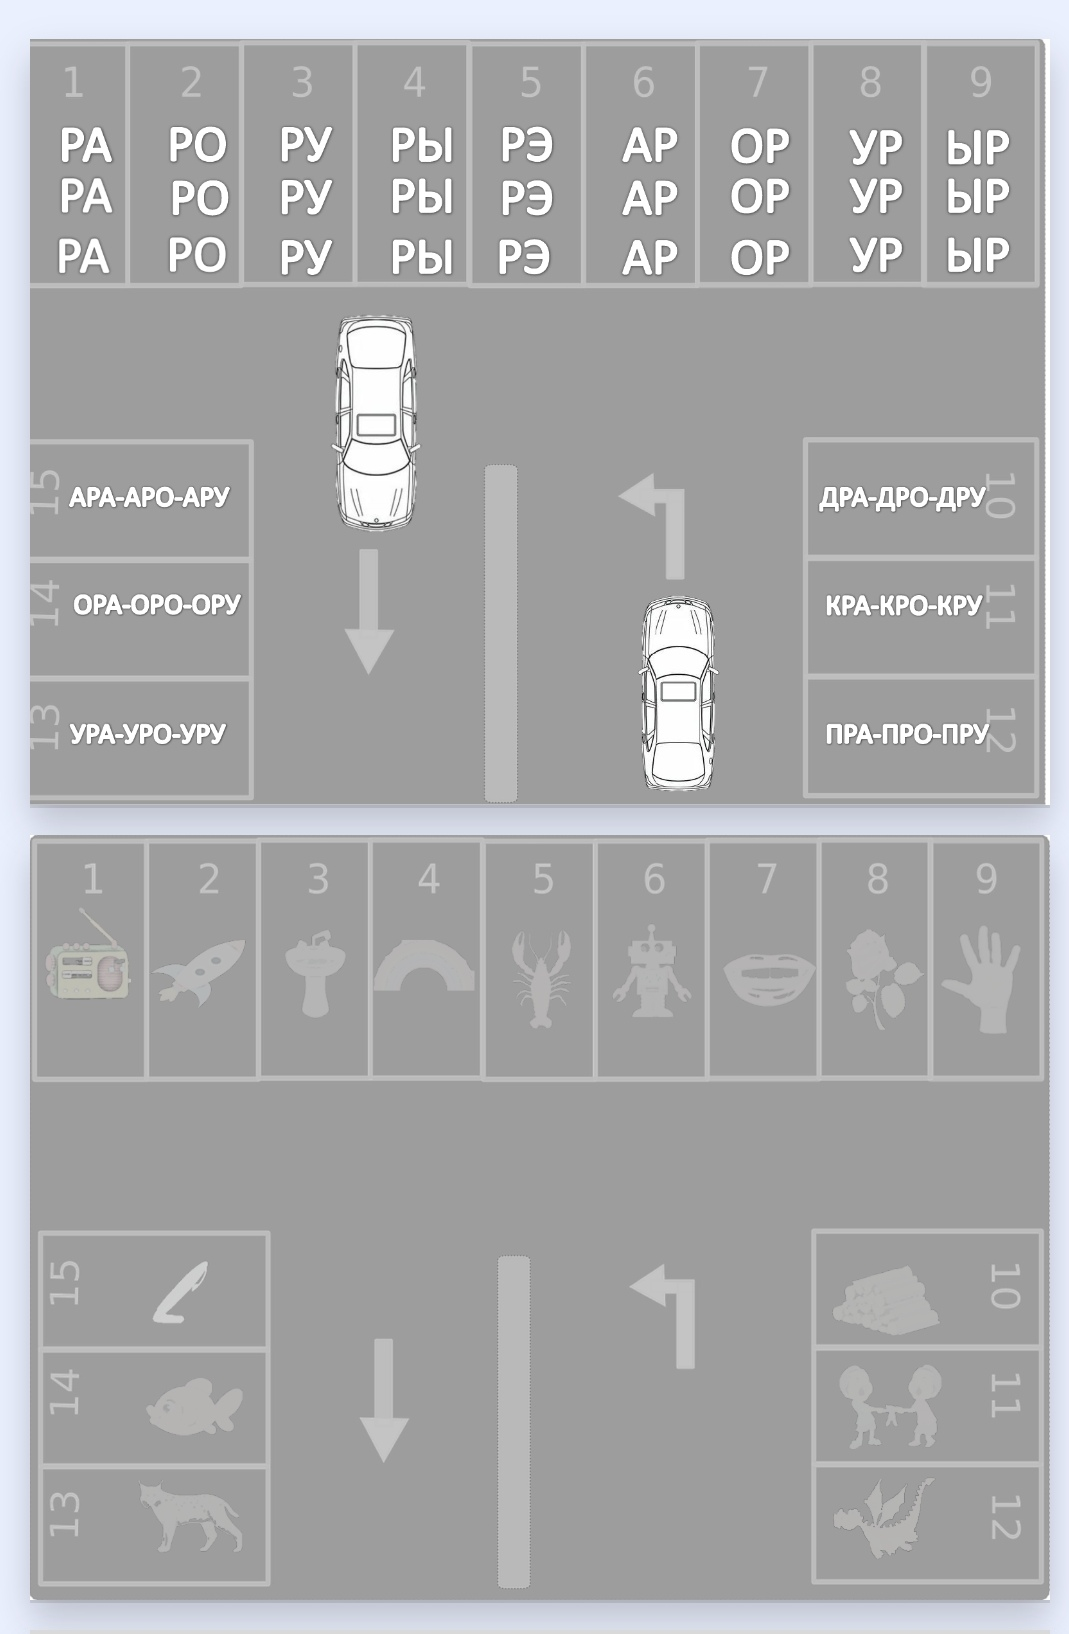 1 2 3 4 5 6 7 8 9
РА РО РУ РЫ РЭ АР ОР УР ЫР
РА РО РУ РЫ РЭ АР ОР УР ЫР
РА РО РУ РЫ РЭ АР ОР УР ЫР
15 АРА-АРО-АРУ
ДРА-ДРО-ДРУ 10
14 ОРА-ОРО-ОРУ
КРА-КРО-КРУ 11
13 УРА-УРО-УРУ
ПРА-ПРО-ПРУ 12
1 2 3 4 5 6 7 8 9
15
10
14
11
13
12